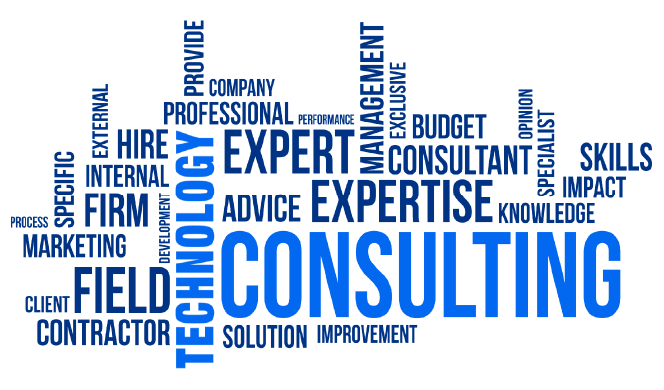 PROVIDE
COMPANY
MANAGEMENT
EXCLUSIVE
EXTERNAL
PROFESSIONAL
PERFORMANCE
BUDGET
OPINION
SPECIALIST
HIRE
TECHNOLOGY
EXPERT
CONSULTANT
SKILLS
SPECIFIC
INTERNAL
IMPACT
PROCESS
FIRM
DEVELOPMENT
ADVICE
EXPERTISE
KNOWLEDGE
MARKETING
CONSULTING
CLIENT
FIELD
CONTRACTOR
SOLUTION
IMPROVEMENT